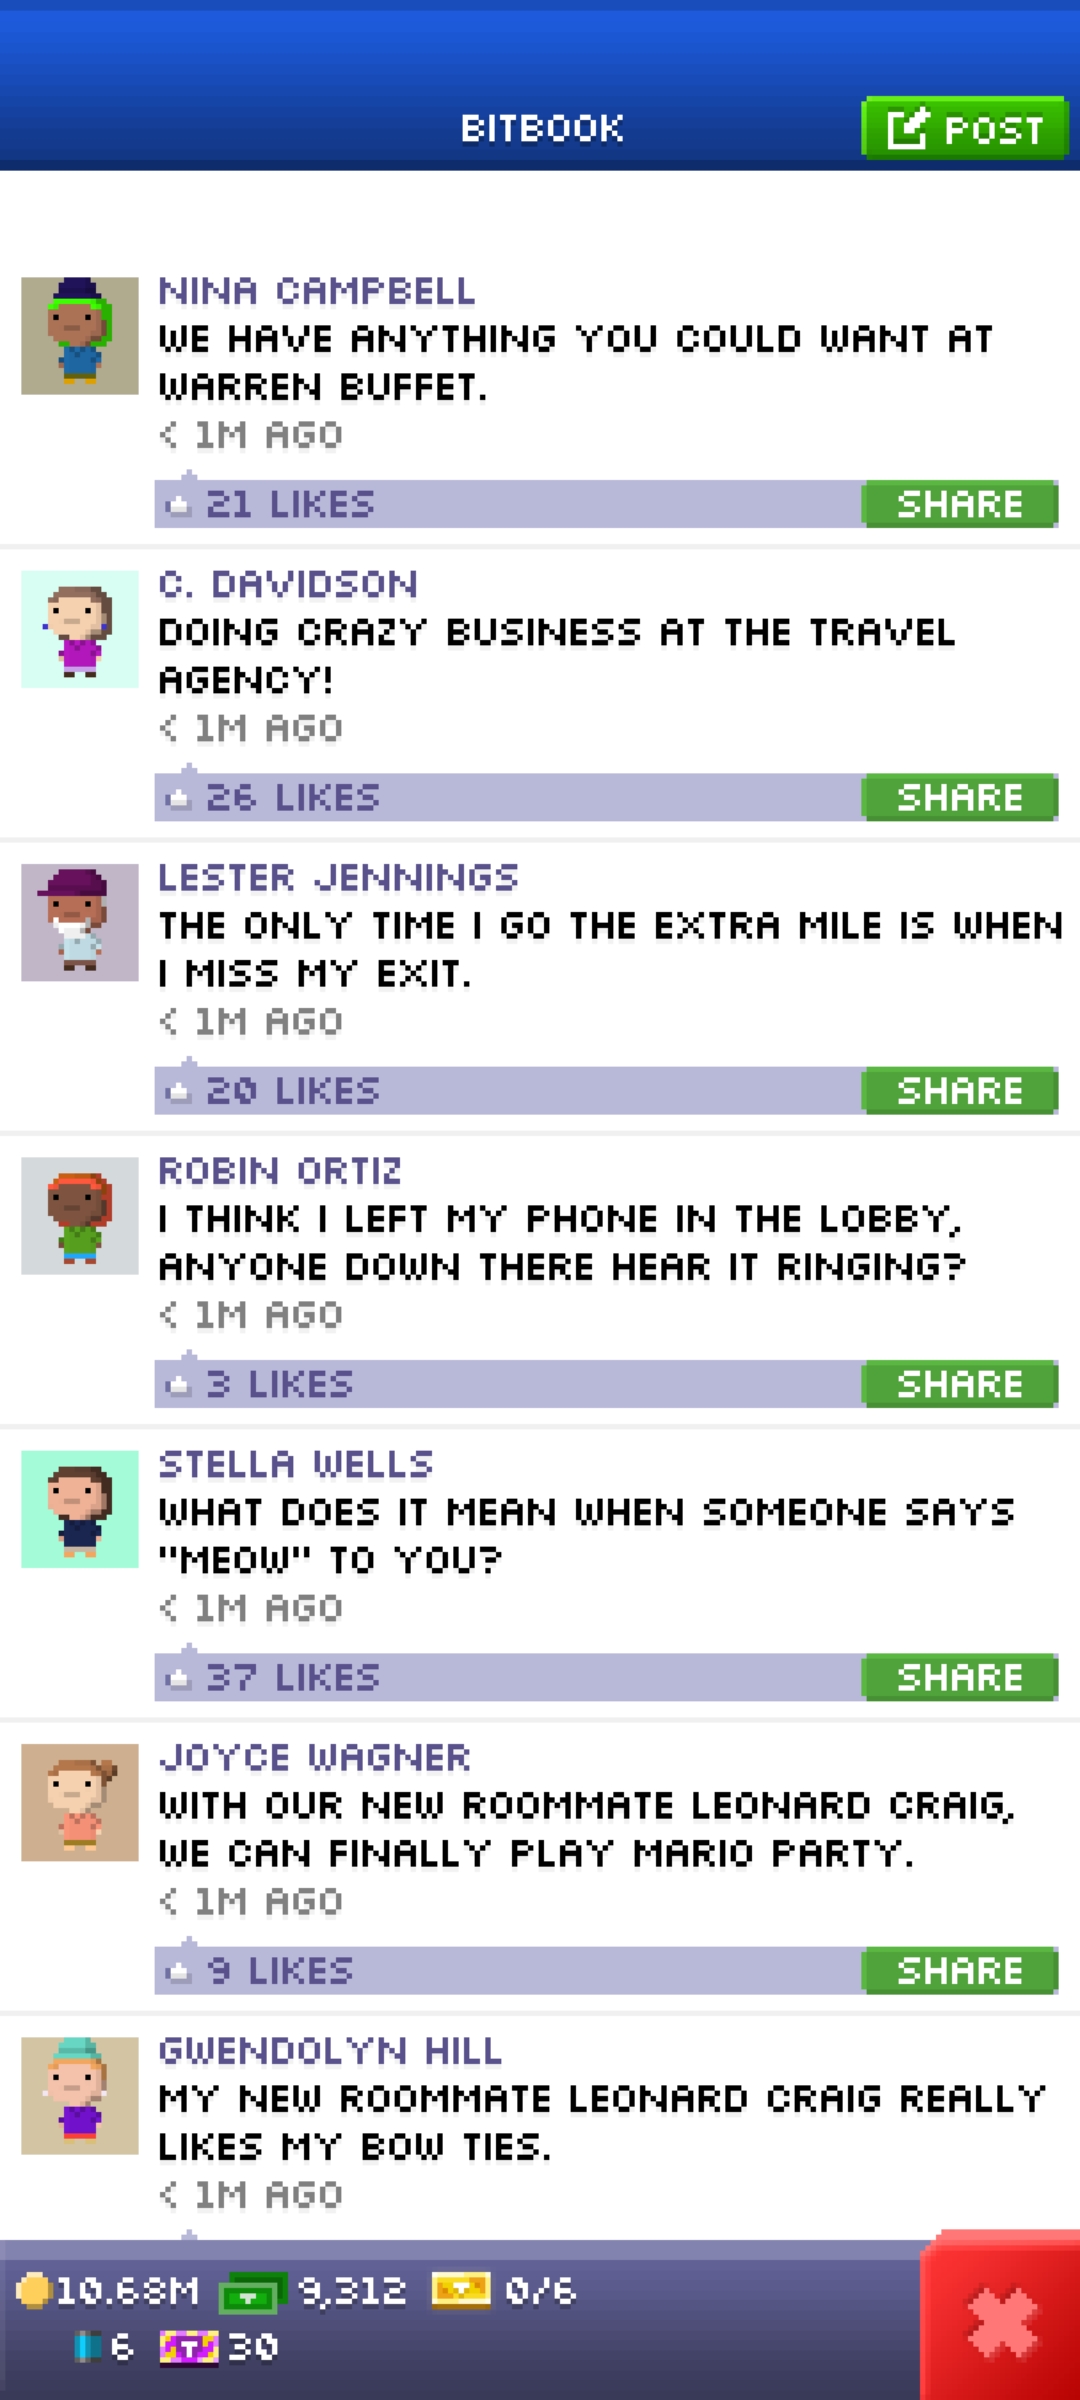 BITBOOK
POST
NINA CAMPBELL
WE HAVE ANYTHING YOU COULD WANT AT
WARREN BUFFET.
< 1M AGO
21 LIKES
SHARE
C. DAVIDSON
DOING CRAZY BUSINESS AT THE TRAVEL
AGENCY!
< 1M AGO
26 LIKES
SHARE
LESTER JENNINGS
THE ONLY TIME I GO THE EXTRA MILE IS WHEN
I MISS MY EXIT.
< 1M AGO
20 LIKES
SHARE
ROBIN ORTIZ
I THINK I LEFT MY PHONE IN THE LOBBY,
ANYONE DOWN THERE HEAR IT RINGING?
< 1M AGO
3 LIKES
SHARE
STELLA WELLS
WHAT DOES IT MEAN WHEN SOMEONE SAYS
"MEOW" TO YOU?
< 1M AGO
37 LIKES
SHARE
JOYCE WAGNER
WITH OUR NEW ROOMMATE LEONARD CRAIG,
WE CAN FINALLY PLAY MARIO PARTY.
< 1M AGO
9 LIKES
SHARE
GWENDOLYN HILL
MY NEW ROOMMATE LEONARD CRAIG REALLY
LIKES MY BOW TIES.
< 1M AGO
10.68M 9,312 0/6
6 T 30